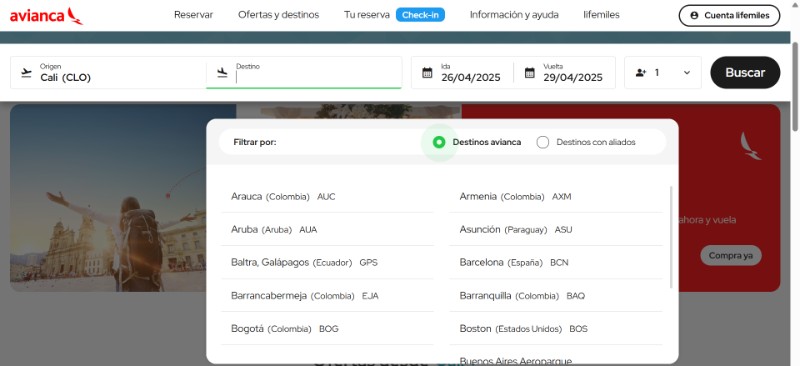 avianca
Reservar Ofertas y destinos Tu reserva Check-in Información y ayuda lifemiles Cuenta lifemiles
Origen
Cali (CLO)
Destino
Ida
26/04/2025
Vuelta
29/04/2025
1
Buscar
Filtrar por: Destinos avianca Destinos con aliados
Arauca (Colombia) AUC
Armenia (Colombia) AXM
Aruba (Aruba) AUA
Asunción (Paraguay) ASU
Baltra, Galápagos (Ecuador) GPS
Barcelona (España) BCN
Barrancabermeja (Colombia) EJA
Barranquilla (Colombia) BAQ
Bogotá (Colombia) BOG
Boston (Estados Unidos) BOS
Buenos Aires Aeroparque
ahora y vuela
Compra ya